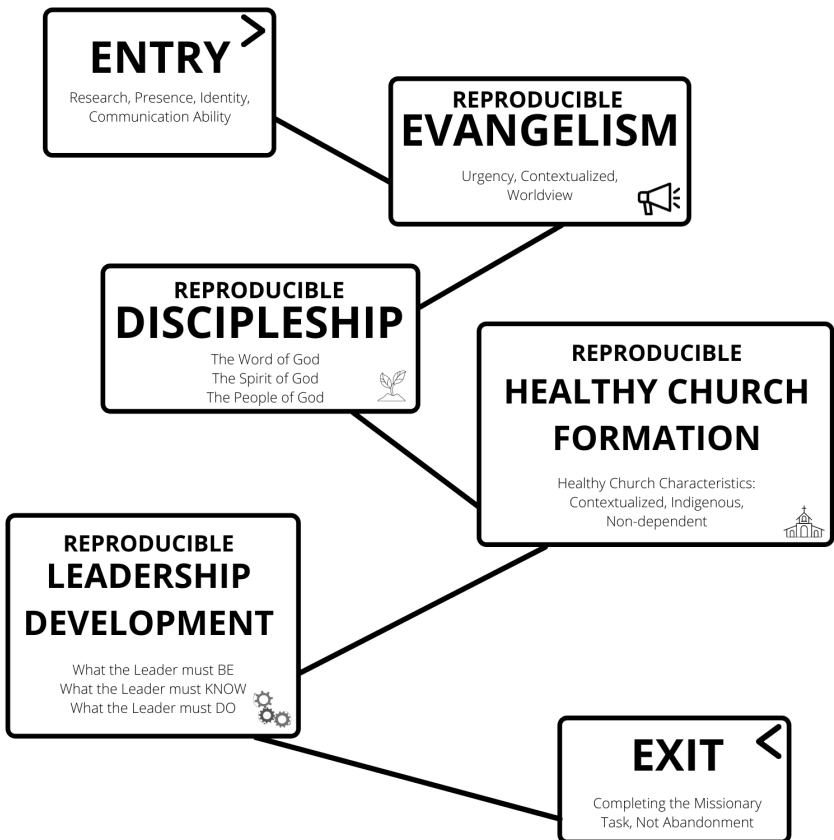 ENTRY
Research, Presence, Identity,
Communication Ability
REPRODUCIBLE
EVANGELISM
Urgency, Contextualized,
Worldview
REPRODUCIBLE
DISCIPLESHIP
The Word of God
The Spirit of God
The People of God
REPRODUCIBLE
HEALTHY CHURCH
FORMATION
Healthy Church Characteristics:
Contextualized, Indigenous,
Non-dependent
REPRODUCIBLE
LEADERSHIP
DEVELOPMENT
What the Leader must BE
What the Leader must KNOW
What the Leader must DO
EXIT
Completing the Missionary
Task, Not Abandonment